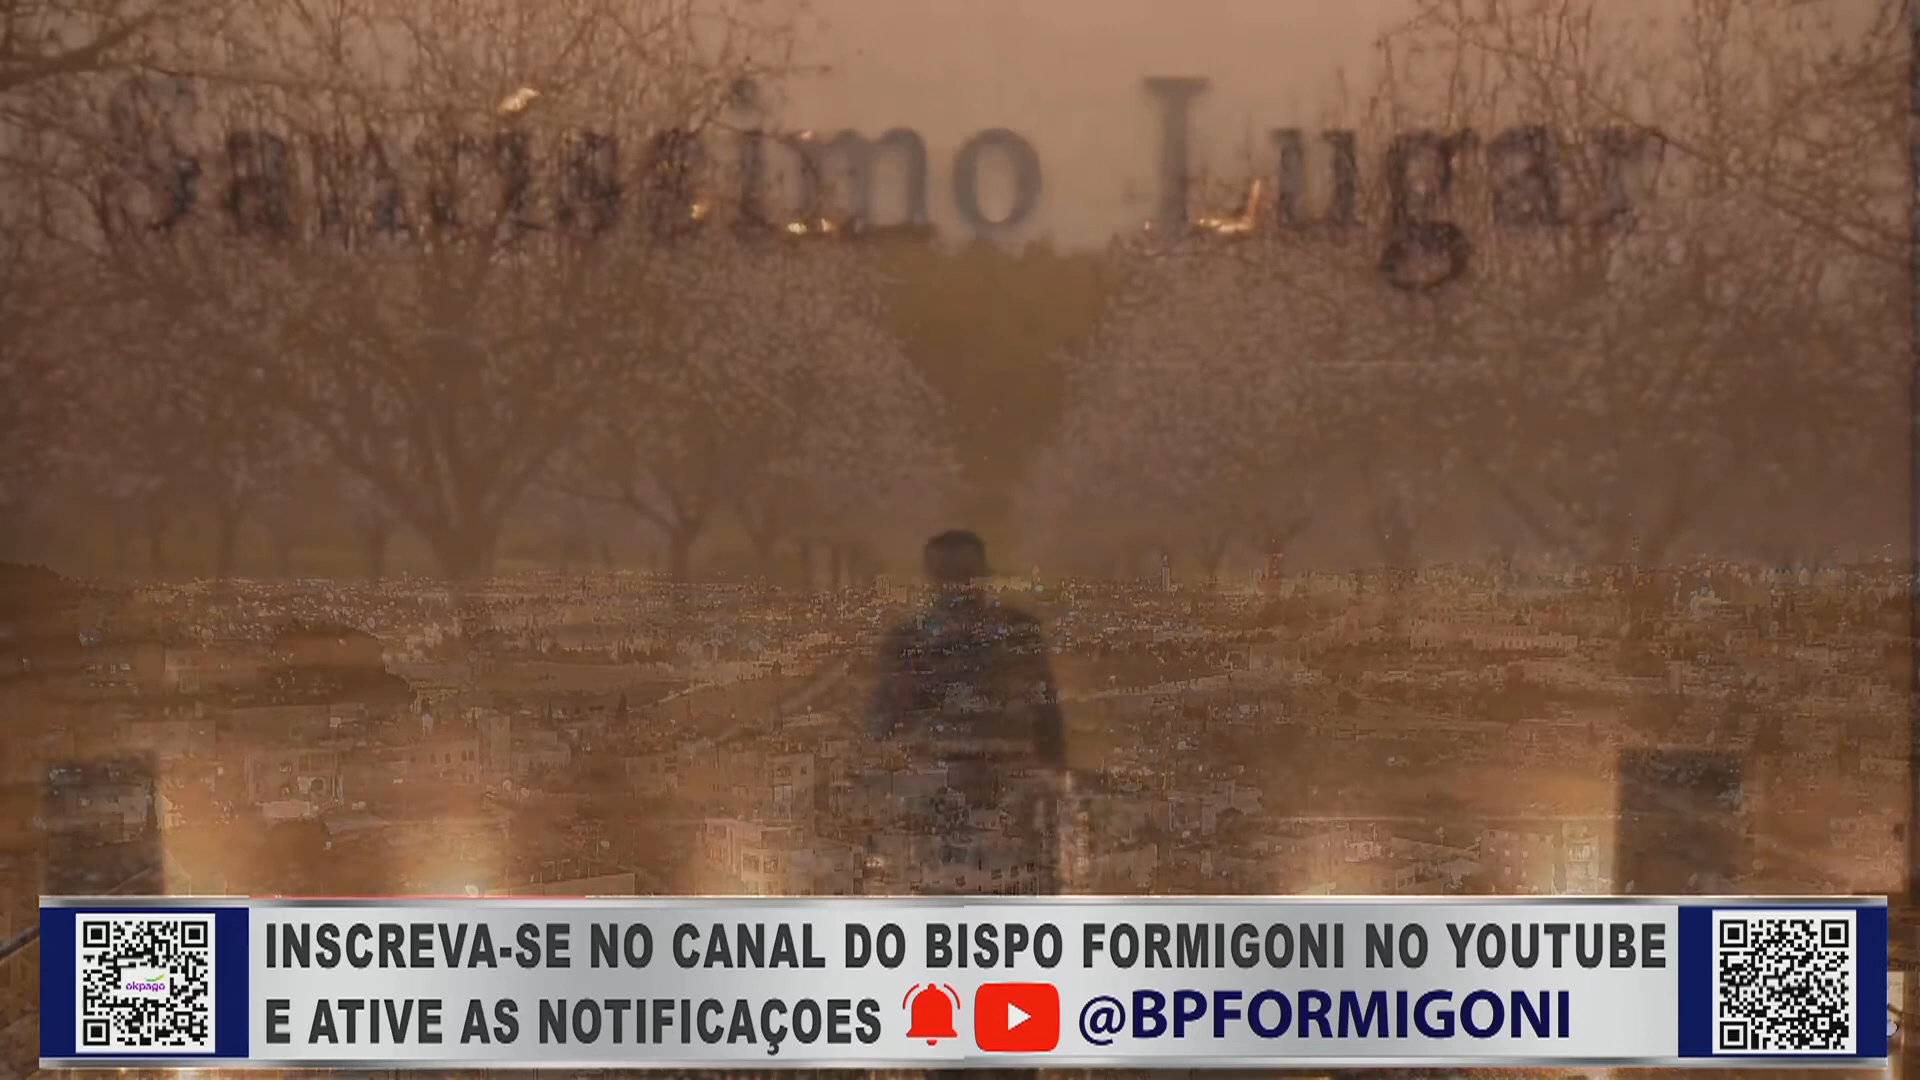 Santíssimo Lugar
INSCREVA-SE NO CANAL DO BISPO FORMIGONI NO YOUTUBE
E ATIVE AS NOTIFICAÇOES @BPFORMIGONI
okpago